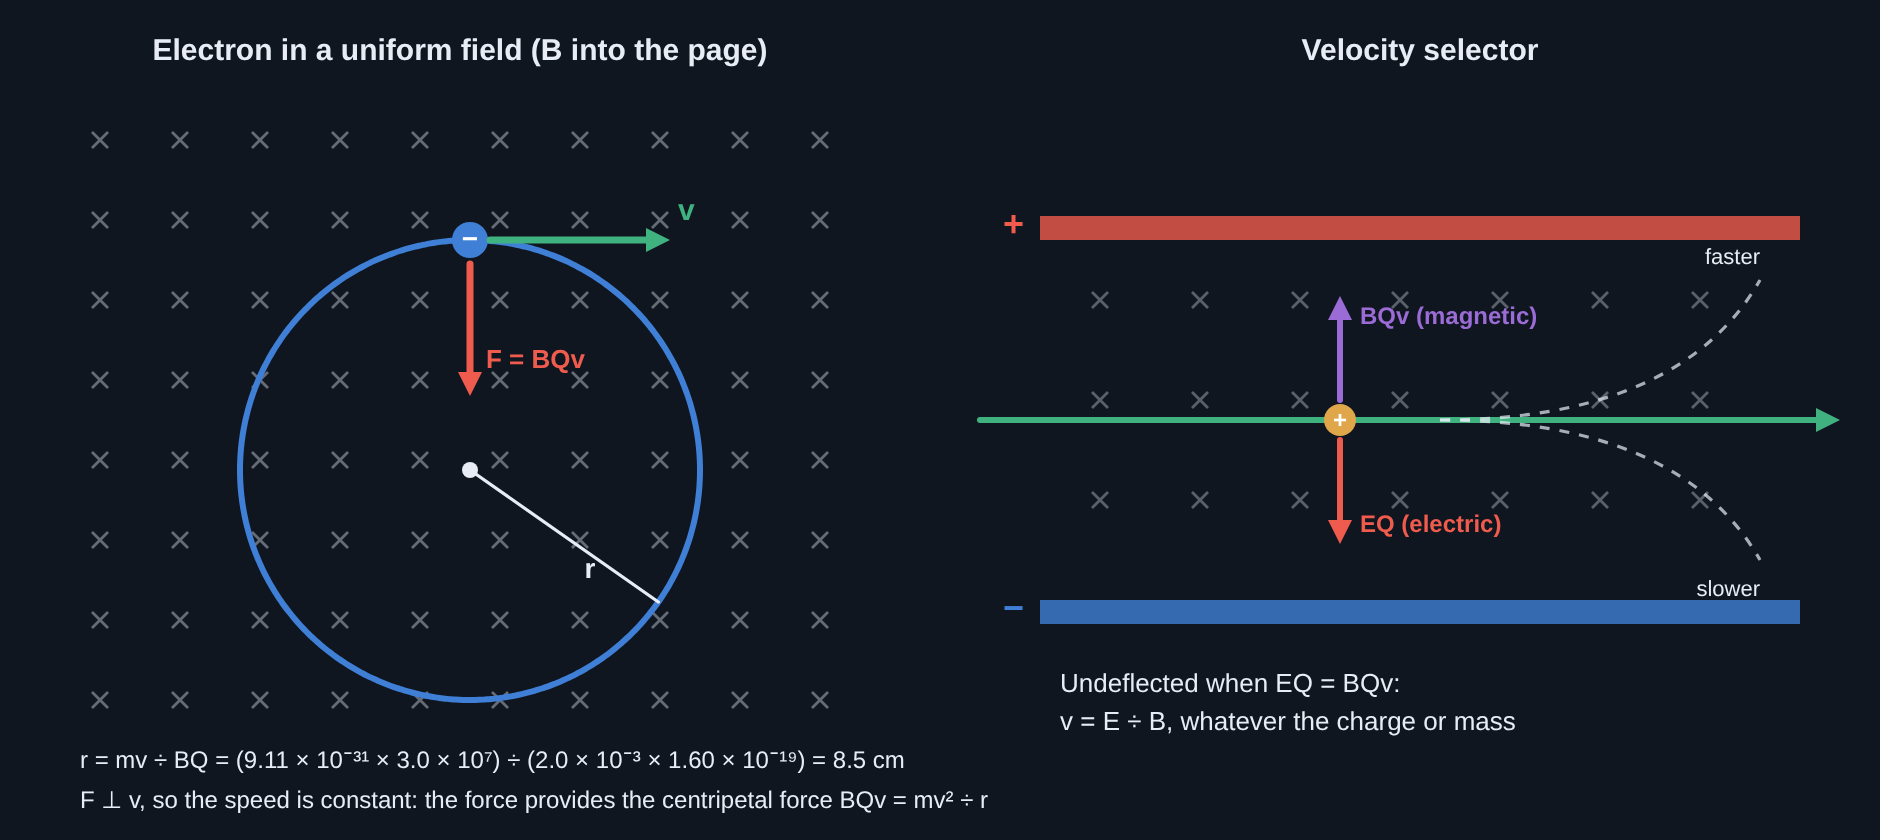 Electron in a uniform field (B into the page)
v
−
F = BQv
r
r = mv ÷ BQ = (9.11 × 10⁻³¹ × 3.0 × 10⁷) ÷ (2.0 × 10⁻³ × 1.60 × 10⁻¹⁹) = 8.5 cm
F ⊥ v, so the speed is constant: the force provides the centripetal force BQv = mv² ÷ r
Velocity selector
+
faster
BQv (magnetic)
+
EQ (electric)
slower
−
Undeflected when EQ = BQv:
v = E ÷ B, whatever the charge or mass